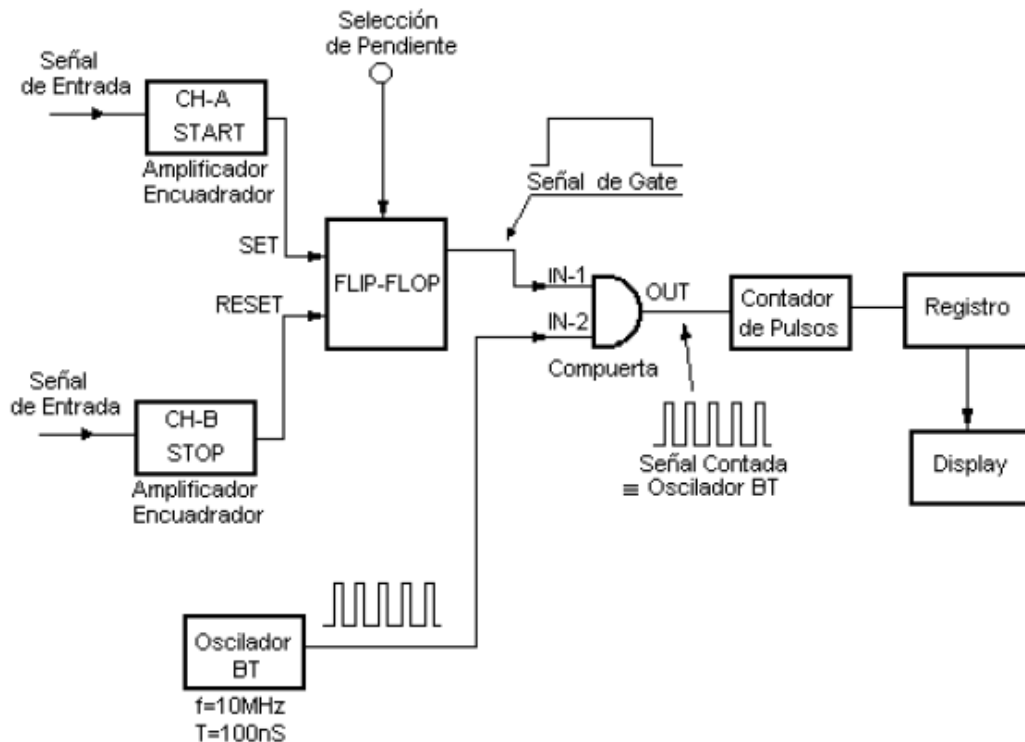 Selección
de Pendiente
Señal
de Entrada
CH-A
START
Amplificador
Encuadrador
Señal de Gate
SET
FLIP-FLOP
RESET
IN-1
IN-2
OUT
Compuerta
Contador
de Pulsos
Registro
Señal
de Entrada
CH-B
STOP
Amplificador
Encuadrador
Señal Contada
≡ Oscilador BT
Display
Oscilador
BT
f=10MHz
T=100nS